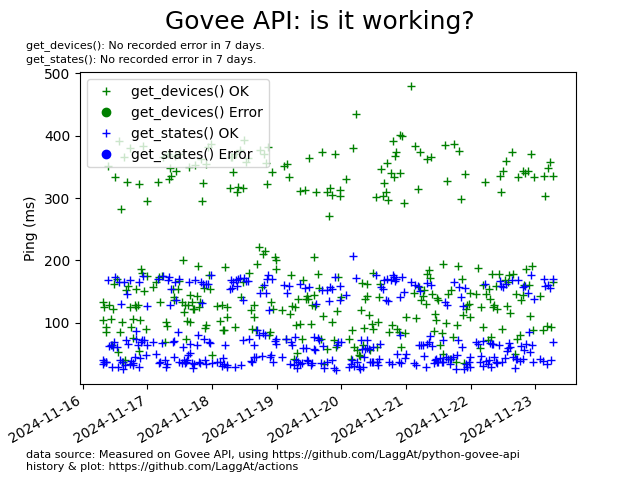 Govee API: is it working?
get_devices(): No recorded error in 7 days.
get_states(): No recorded error in 7 days.
500
400
300
200
100
Ping (ms)
get_devices() OK
get_devices() Error
get_states() OK
get_states() Error
2024-11-16
2024-11-17
2024-11-18
2024-11-19
2024-11-20
2024-11-21
2024-11-22
2024-11-23
data source: Measured on Govee API, using https://github.com/LaggAt/python-govee-api
history & plot: https://github.com/LaggAt/actions